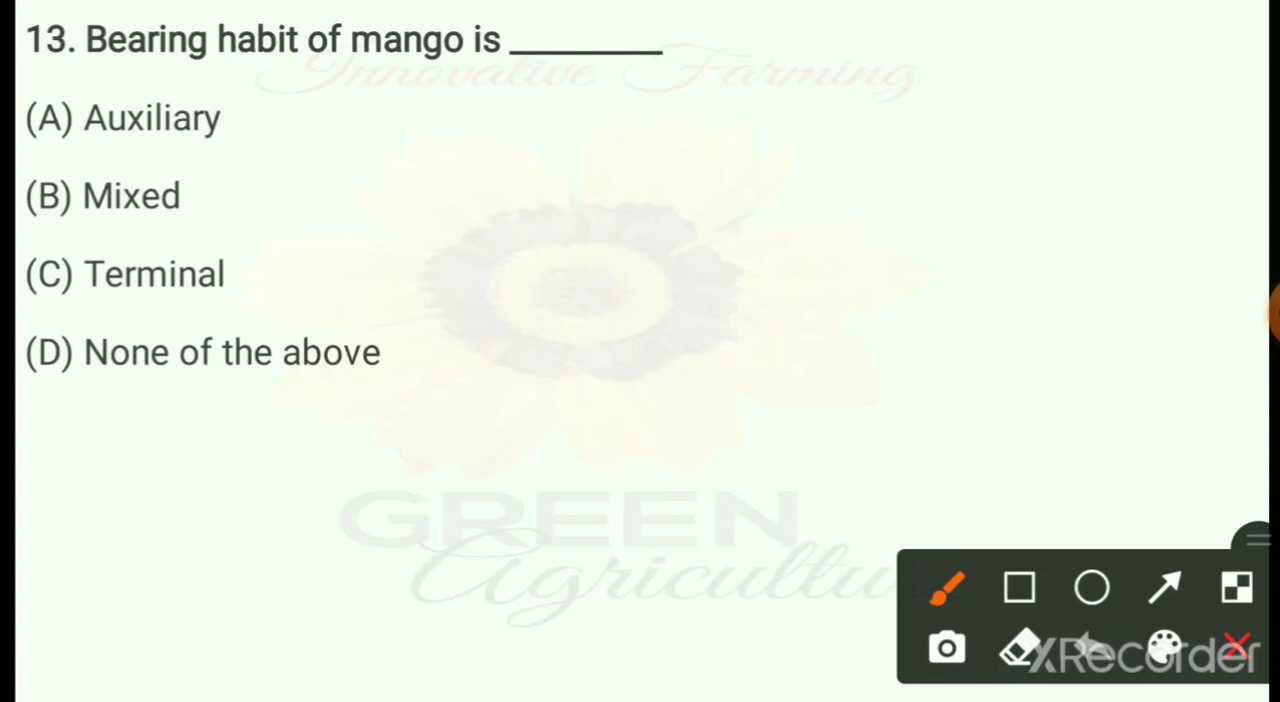 13. Bearing habit of mango is ________
Innovative Farming
(A) Auxiliary
(B) Mixed
(C) Terminal
(D) None of the above
GREEN
Agricultu
XRecorder